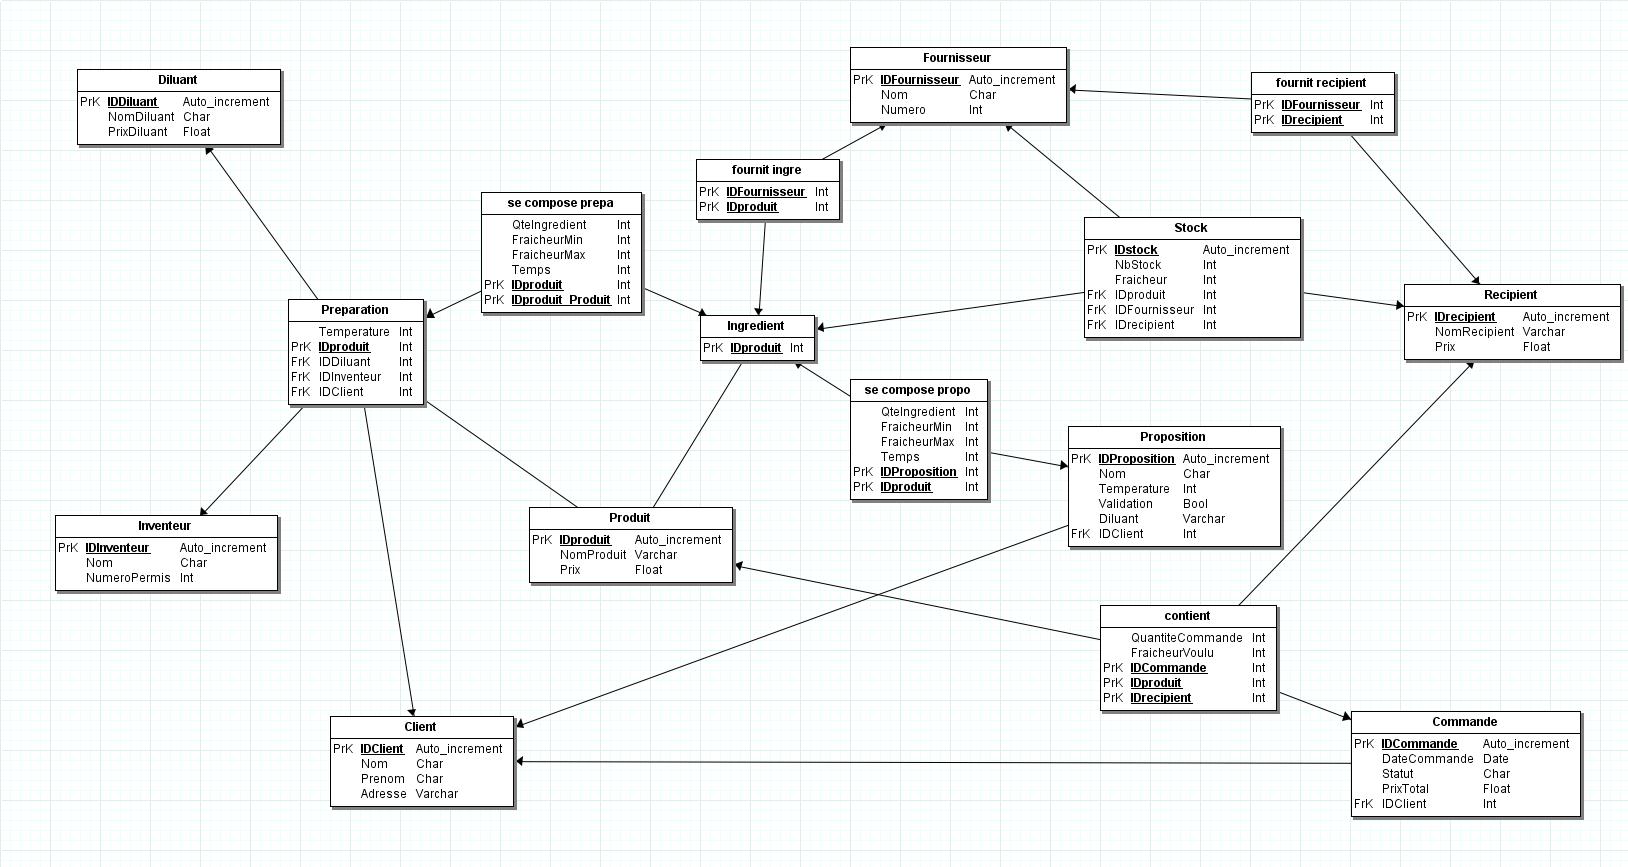 Diluant
PrK IDDiluant Auto_increment
NomDiluant Char
PrixDiluant Float
Fournisseur
PrK IDFournisseur Auto_increment
Nom Char
Numero Int
fournit recipient
PrK IDFournisseur Int
PrK IDrecipient Int
fournit ingre
PrK IDFournisseur Int
PrK IDproduit Int
se compose prepa
QteIngredient Int
FraicheurMin Int
FraicheurMax Int
Temps Int
PrK IDproduit Int
PrK IDproduit_Produit Int
Stock
PrK IDstock Auto_increment
NbStock Int
Fraicheur Int
FrK IDproduit Int
FrK IDFournisseur Int
FrK IDrecipient Int
Recipient
PrK IDrecipient Auto_increment
NomRecipient Varchar
Prix Float
Preparation
Temperature Int
PrK IDproduit Int
FrK IDDiluant Int
FrK IDInventeur Int
FrK IDClient Int
Ingredient
PrK IDproduit Int
se compose propo
QteIngredient Int
FraicheurMin Int
FraicheurMax Int
Temps Int
PrK IDProposition Int
PrK IDproduit Int
Proposition
PrK IDProposition Auto_increment
Nom Char
Temperature Int
Validation Bool
Diluant Varchar
FrK IDClient Int
Inventeur
PrK IDInventeur Auto_increment
Nom Char
NumeroPermis Int
Produit
PrK IDproduit Auto_increment
NomProduit Varchar
Prix Float
contient
QuantiteCommande Int
FraicheurVoulu Int
PrK IDCommande Int
PrK IDproduit Int
PrK IDrecipient Int
Client
PrK IDClient Auto_increment
Nom Char
Prenom Char
Adresse Varchar
Commande
PrK IDCommande Auto_increment
DateCommande Date
Statut Char
PrixTotal Float
FrK IDClient Int